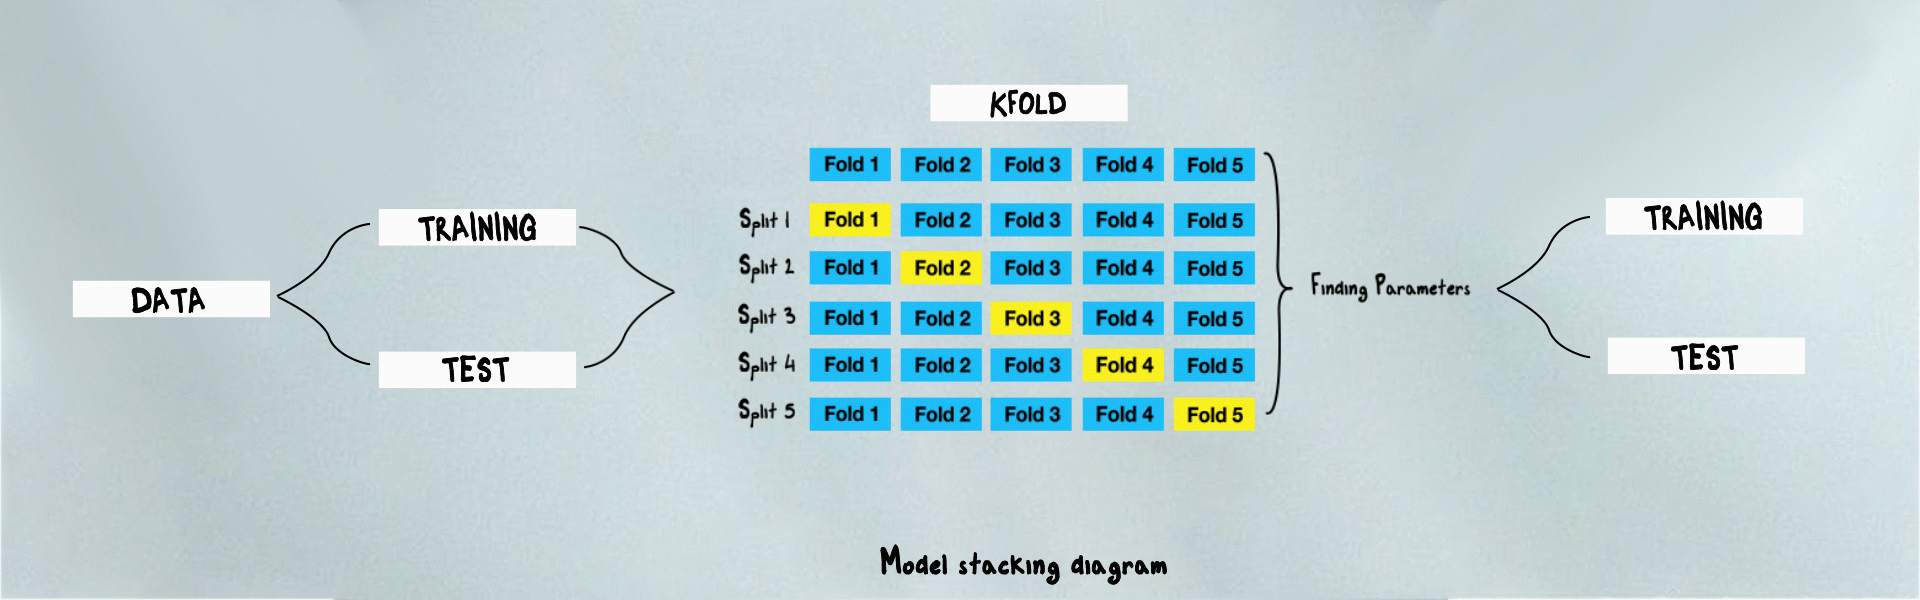 KFOLD
Fold 1 Fold 2 Fold 3 Fold 4 Fold 5
Split 1 Fold 1 Fold 2 Fold 3 Fold 4 Fold 5
Split 2 Fold 1 Fold 2 Fold 3 Fold 4 Fold 5
Split 3 Fold 1 Fold 2 Fold 3 Fold 4 Fold 5
Split 4 Fold 1 Fold 2 Fold 3 Fold 4 Fold 5
Split 5 Fold 1 Fold 2 Fold 3 Fold 4 Fold 5
DATA
TRAINING
TEST
Finding Parameters
TRAINING
TEST
Model stacking diagram